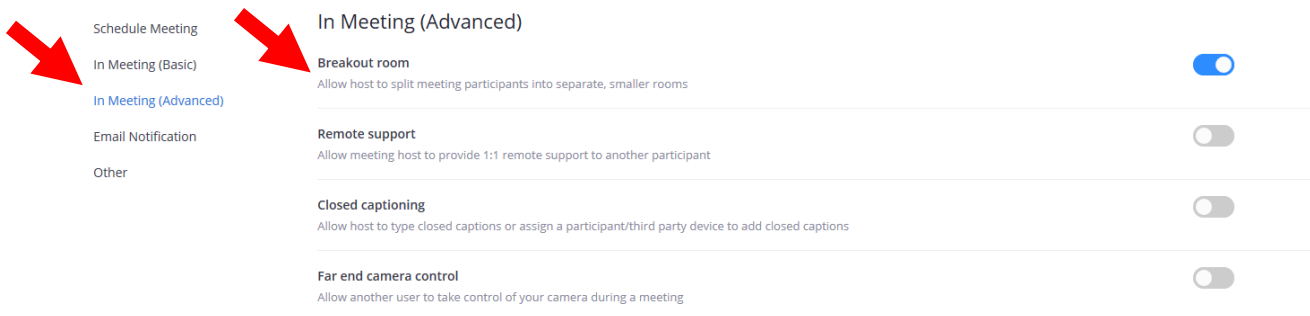 Schedule Meeting
In Meeting (Basic)
In Meeting (Advanced)
Email Notification
Other
In Meeting (Advanced)
Breakout room
Allow host to split meeting participants into separate, smaller rooms
Remote support
Allow meeting host to provide 1:1 remote support to another participant
Closed captioning
Allow host to type closed captions or assign a participant/third party device to add closed captions
Far end camera control
Allow another user to take control of your camera during a meeting